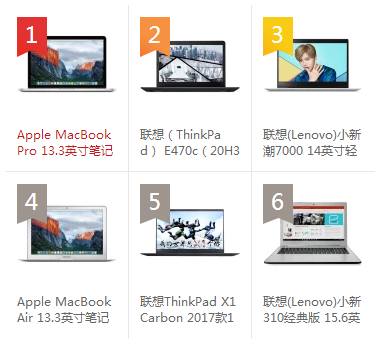 1
2
3
Apple MacBook
Pro 13.3英寸笔记
联想（ThinkPa
d） E470c（20H3
联想(Lenovo)小新
潮7000 14英寸轻
4
5
6
Apple MacBook
Air 13.3英寸笔记
联想ThinkPad X1
Carbon 2017款1
联想(Lenovo)小新
310经典版 15.6英